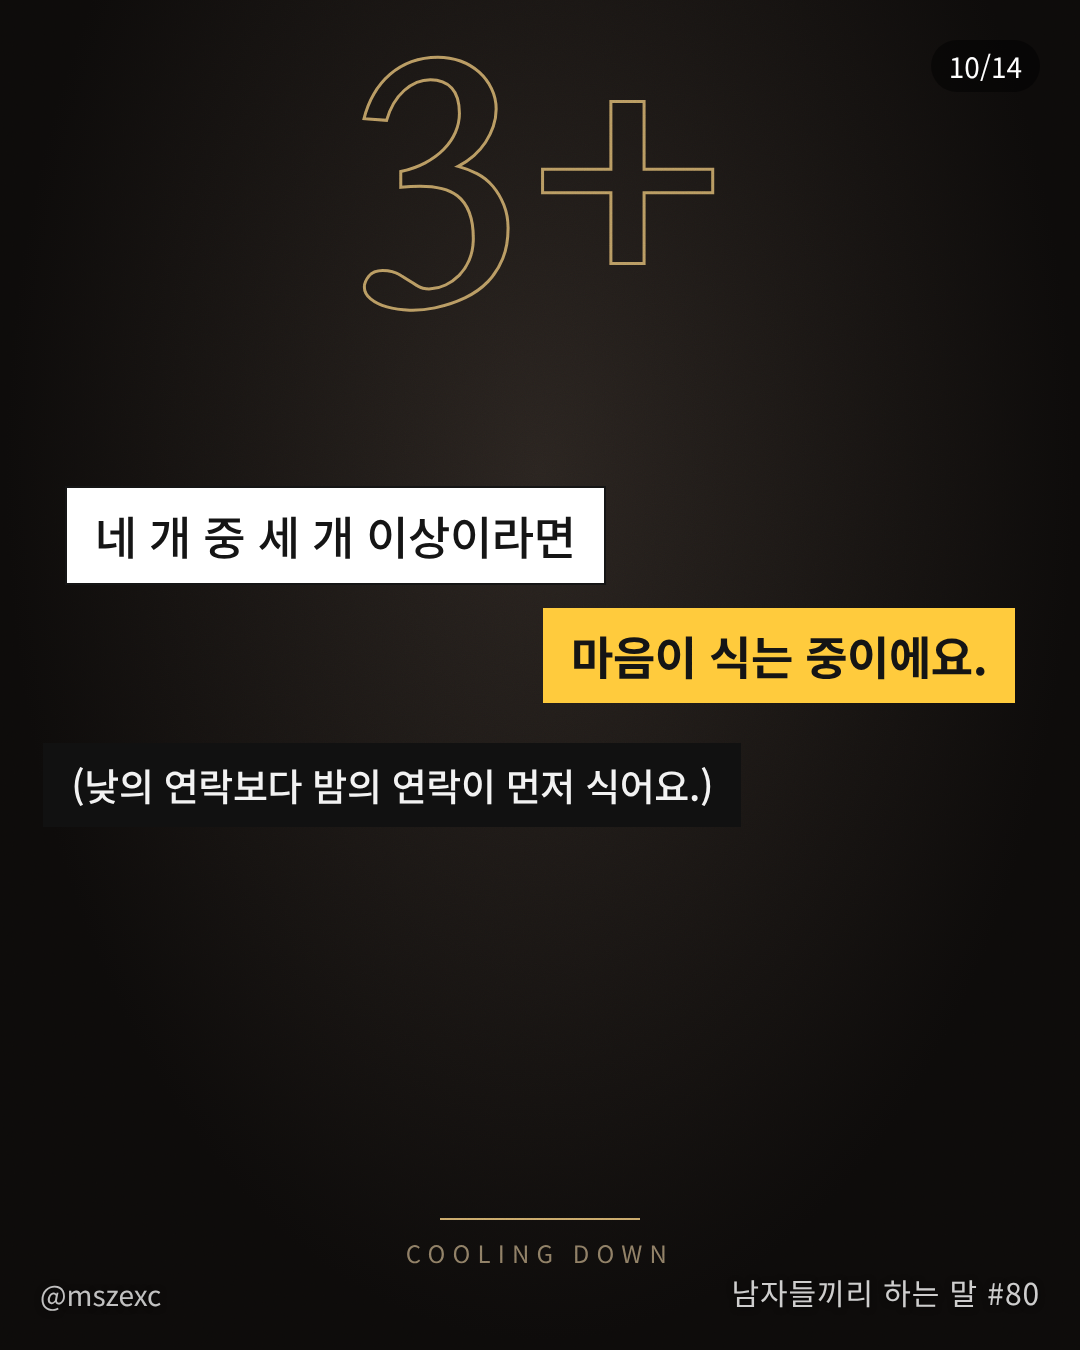 10/14
3+
네 개 중 세 개 이상이라면
마음이 식는 중이에요.
(낮의 연락보다 밤의 연락이 먼저 식어요.)
COOLING DOWN
@mszexc
남자들끼리 하는 말 #80